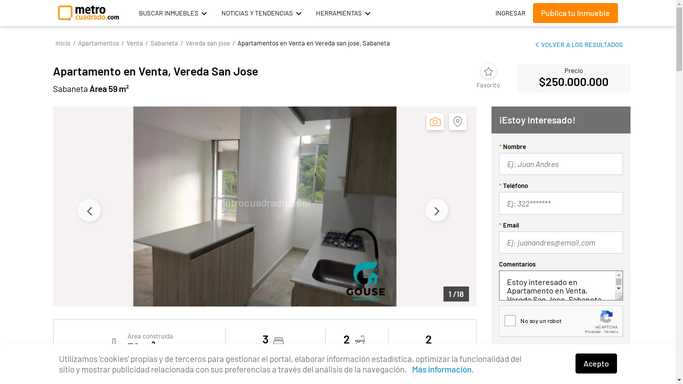 metro
cuadrado.com
BUSCAR INMUEBLES
NOTICIAS Y TENDENCIAS
HERRAMIENTAS
INGRESAR
Publica tu Inmueble
Inicio / Apartamentos / Venta / Sabaneta / Vereda san jose / Apartamentos en Venta en Vereda san jose, Sabaneta
VOLVER A LOS RESULTADOS
Apartamento en Venta, Vereda San Jose
Sabaneta Área 59 m²
Favorito
Precio
$250.000.000
GOUSE
1 /18
¡Estoy Interesado!
* Nombre
Ej: Juan Andres
* Teléfono
Ej: 322*******
* Email
Ej: juanandres@email.com
Comentarios
Estoy interesado en
Apartamento en Venta,
Vereda San Jose, Sabaneta
No soy un robot
reCAPTCHA
Privacidad - Términos
Área construida
3
2
2
Utilizamos 'cookies' propias y de terceros para gestionar el portal, elaborar información estadística, optimizar la funcionalidad del
sitio y mostrar publicidad relacionada con sus preferencias a través del análisis de la navegación. Más información.
Acepto